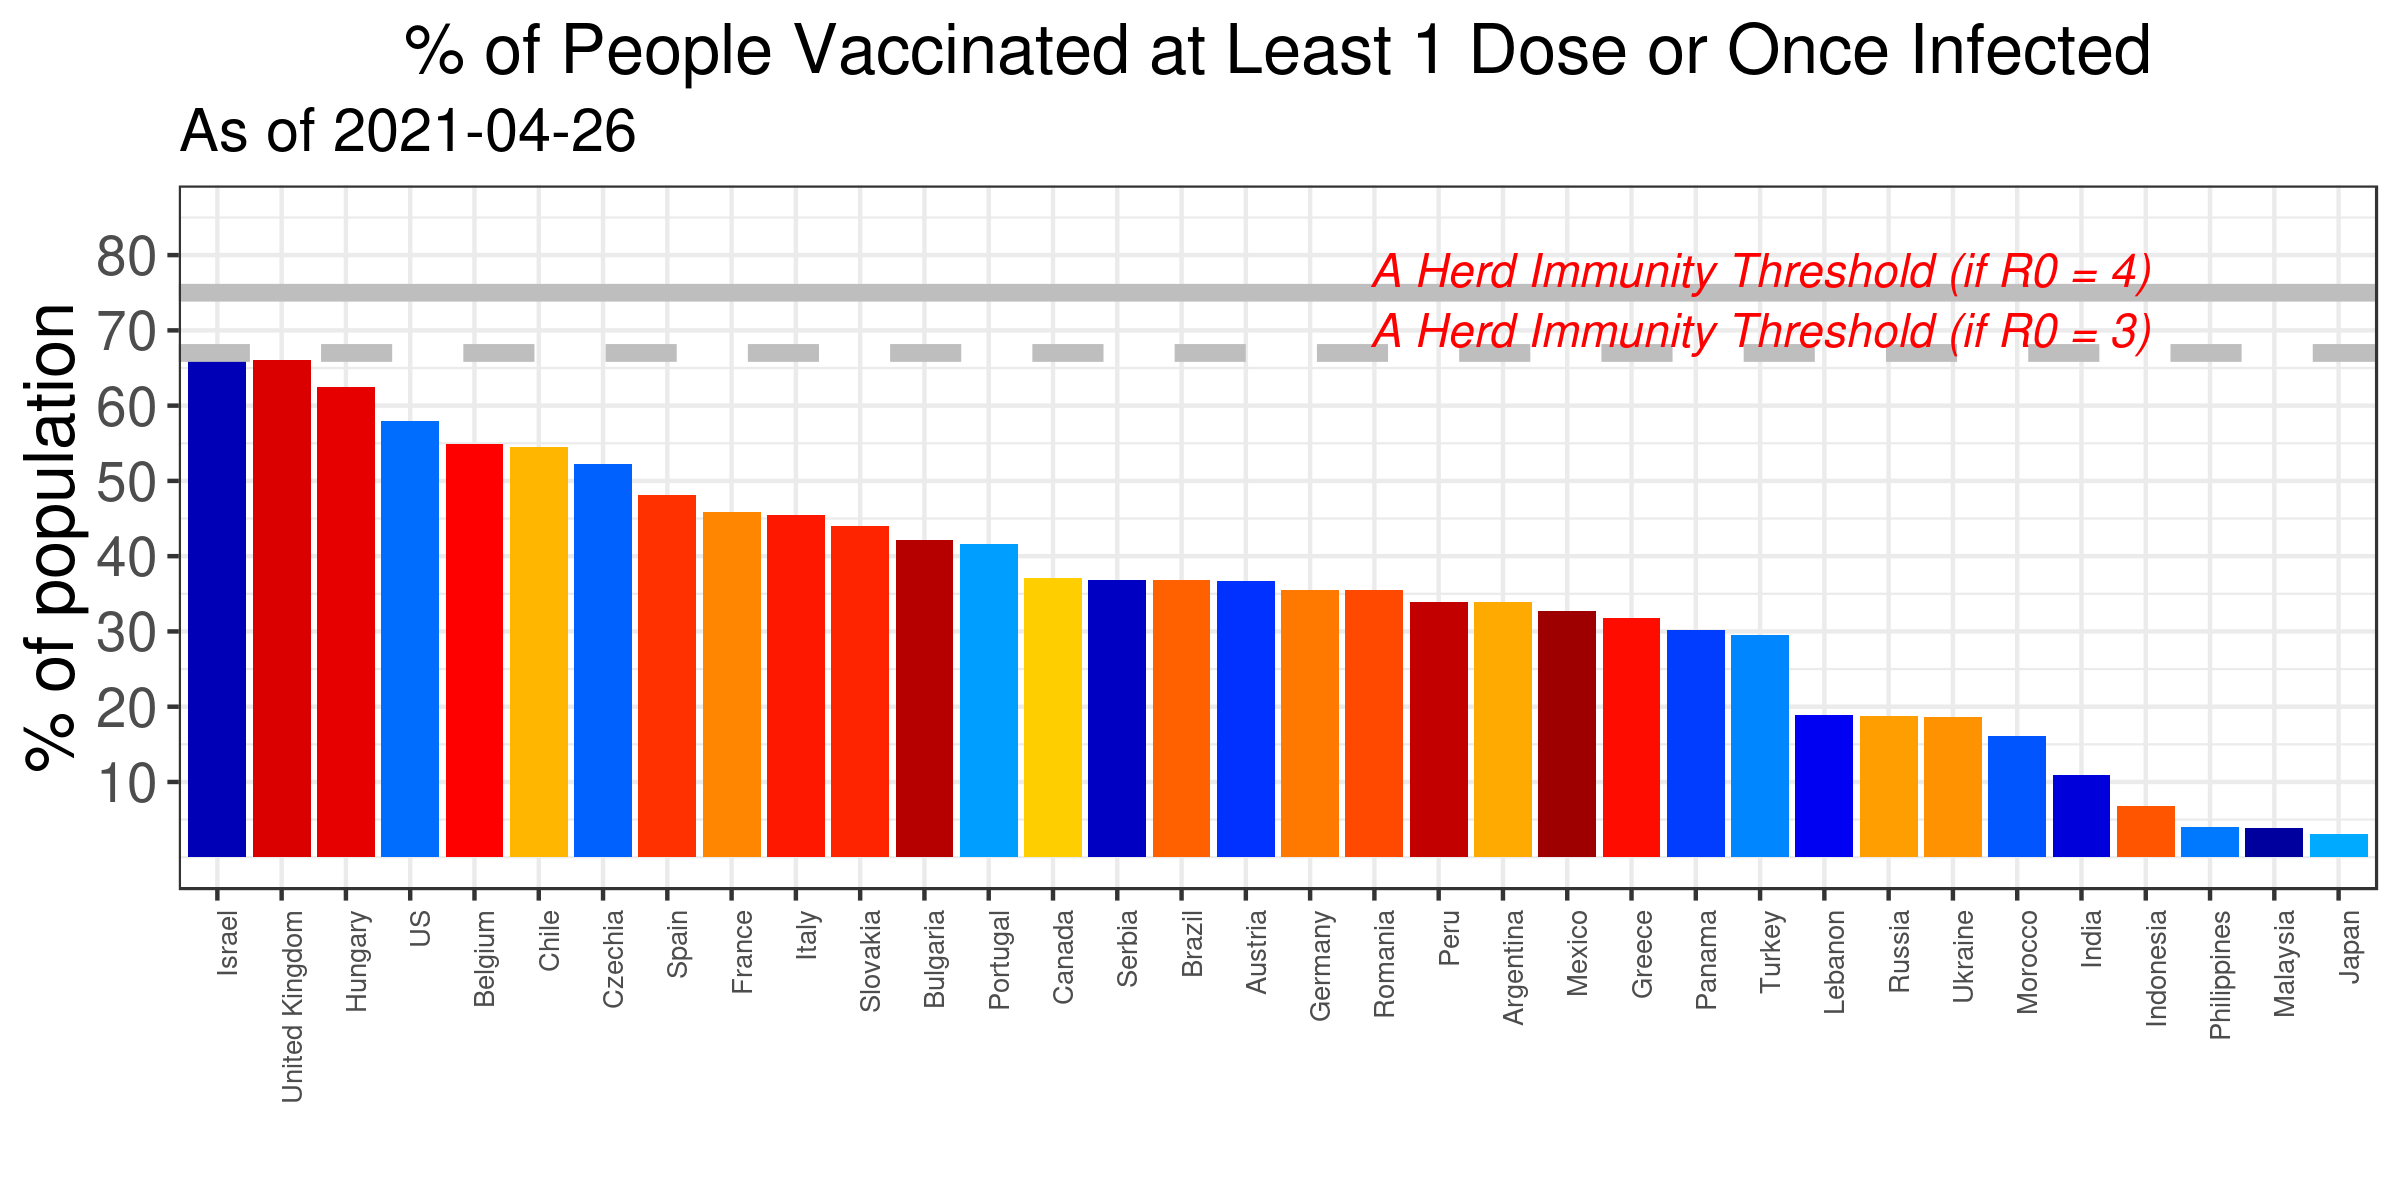 % of People Vaccinated at Least 1 Dose or Once Infected
As of 2021-04-26
% of population
80
70
60
50
40
30
20
10
A Herd Immunity Threshold (if R0 = 4)
A Herd Immunity Threshold (if R0 = 3)
Israel
United Kingdom
Hungary
US
Belgium
Chile
Czechia
Spain
France
Italy
Slovakia
Bulgaria
Portugal
Canada
Serbia
Brazil
Austria
Germany
Romania
Peru
Argentina
Mexico
Greece
Panama
Turkey
Lebanon
Russia
Ukraine
Morocco
India
Indonesia
Philippines
Malaysia
Japan